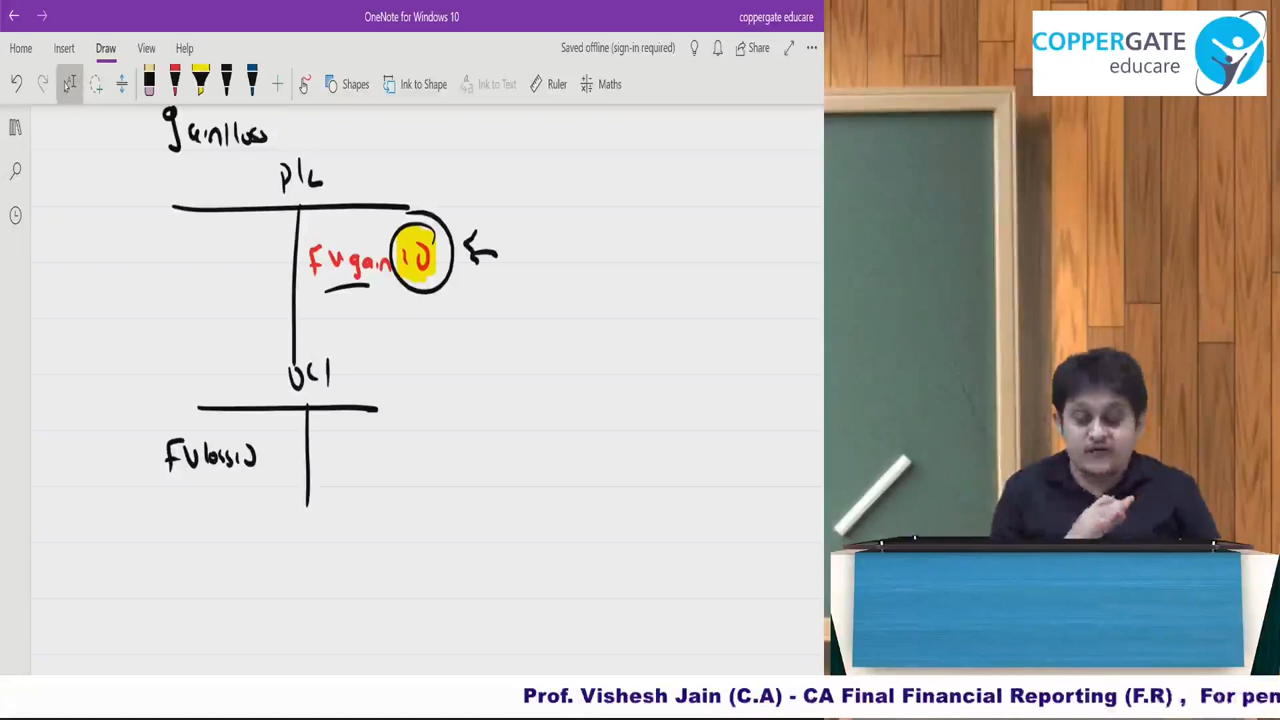 OneNote for Windows 10
coppergate educare
Home Insert Draw View Help
Saved offline (sign-in required)
Share
Shapes
Ink to Shape
Ink to Text
Ruler
Maths
COPPERGATE
educare
gain/loss
P/L
FV gain 10
OCI
FV loss 10
Prof. Vishesh Jain (C.A) - CA Final Financial Reporting (F.R) , For pen